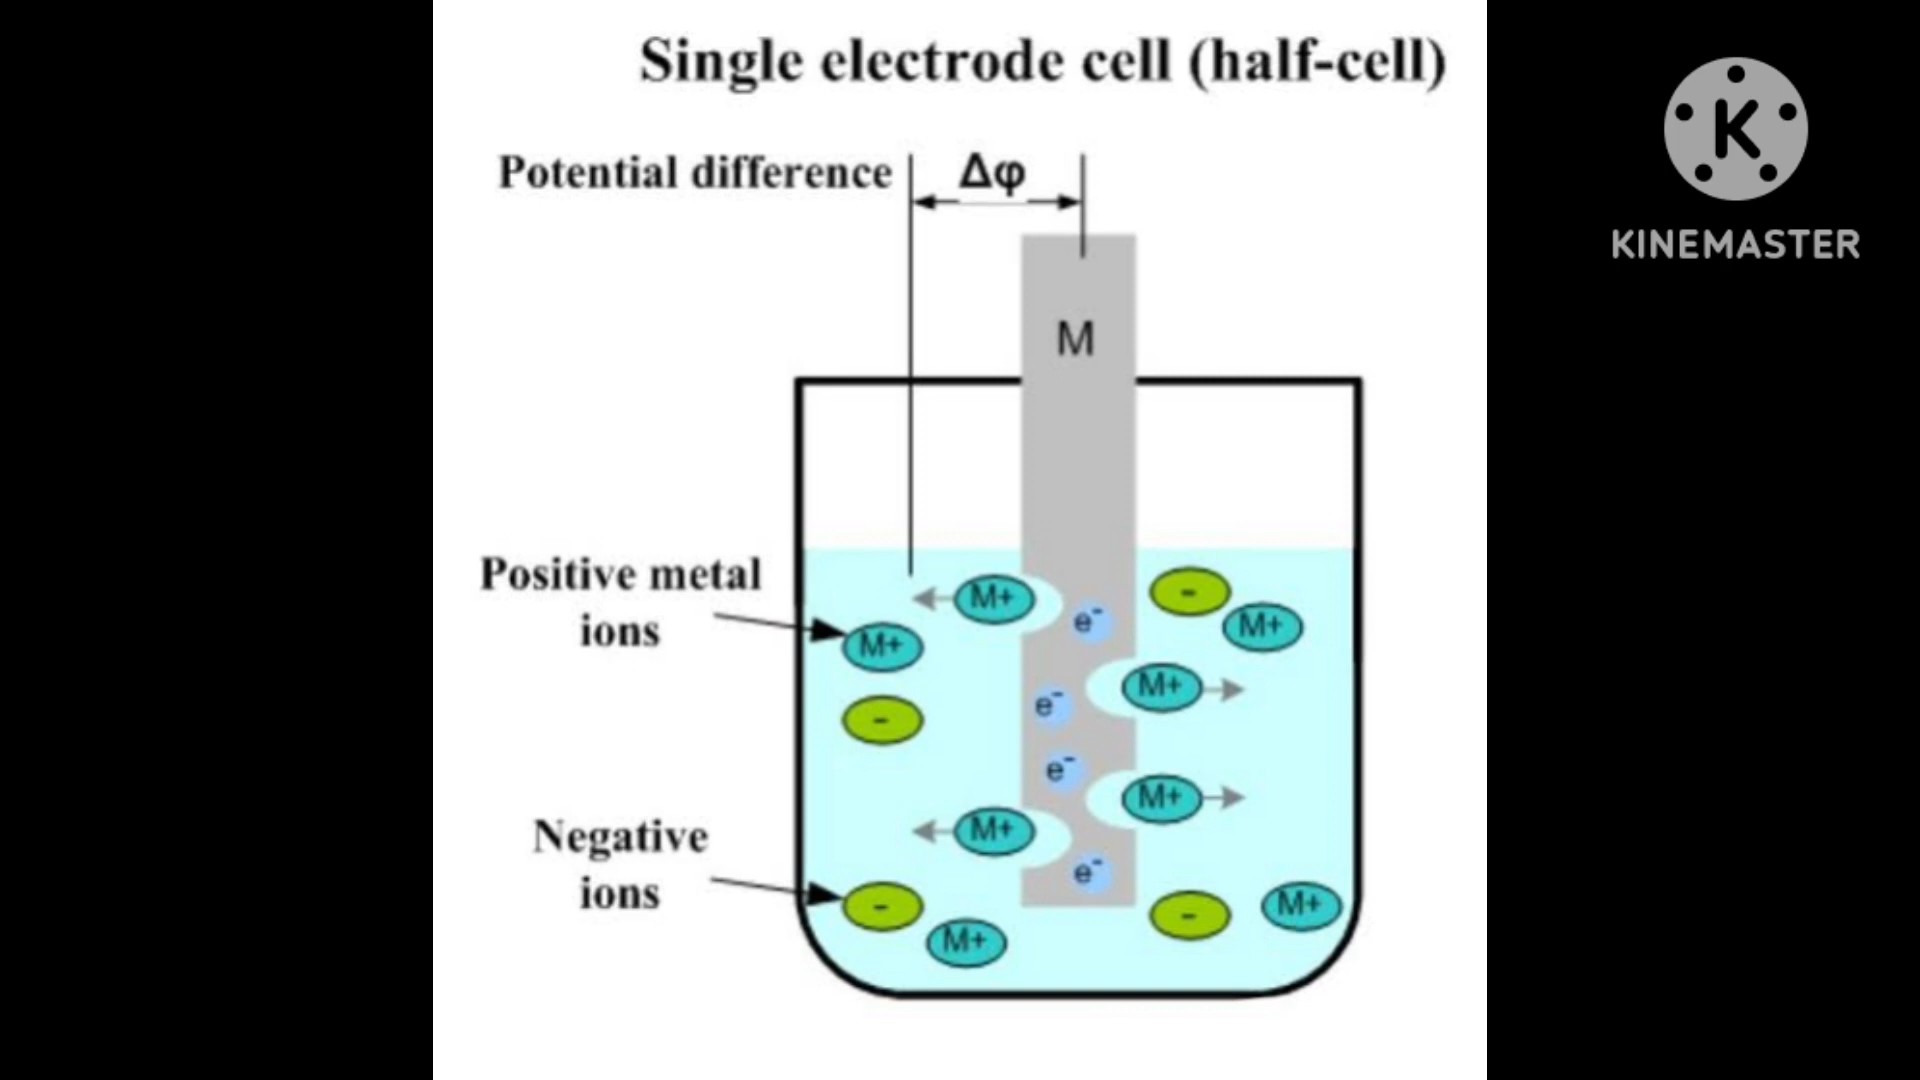 Single electrode cell (half-cell)
Potential difference
Δφ
K
KINEMASTER
M
Positive metal
ions
M+
e⁻
-
M+
M+
M+
e⁻
-
e⁻
M+
Negative
ions
M+
e⁻
-
M+
-
M+